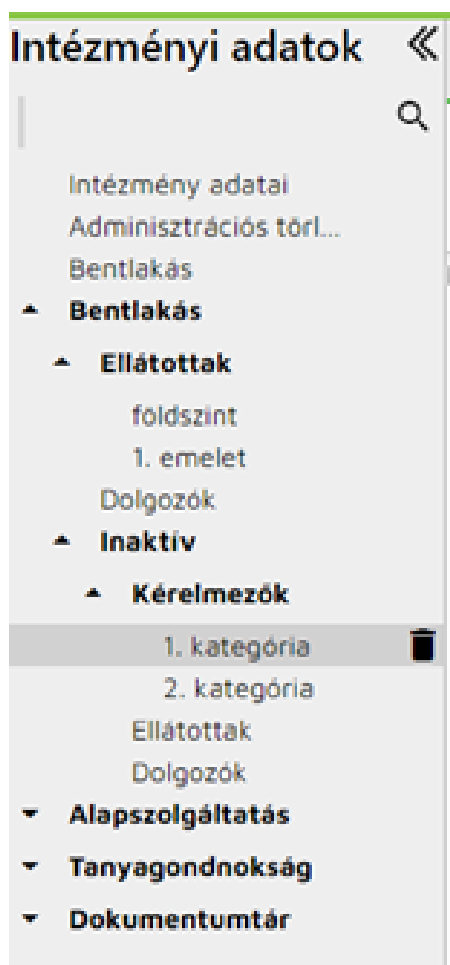 Intézményi adatok
Intézmény adatai
Adminisztrációs törl...
Bentlakás
Bentlakás
Ellátottak
földszint
1. emelet
Dolgozók
Inaktív
Kérelmezők
1. kategória
2. kategória
Ellátottak
Dolgozók
Alapszolgáltatás
Tanyagondnokság
Dokumentumtár